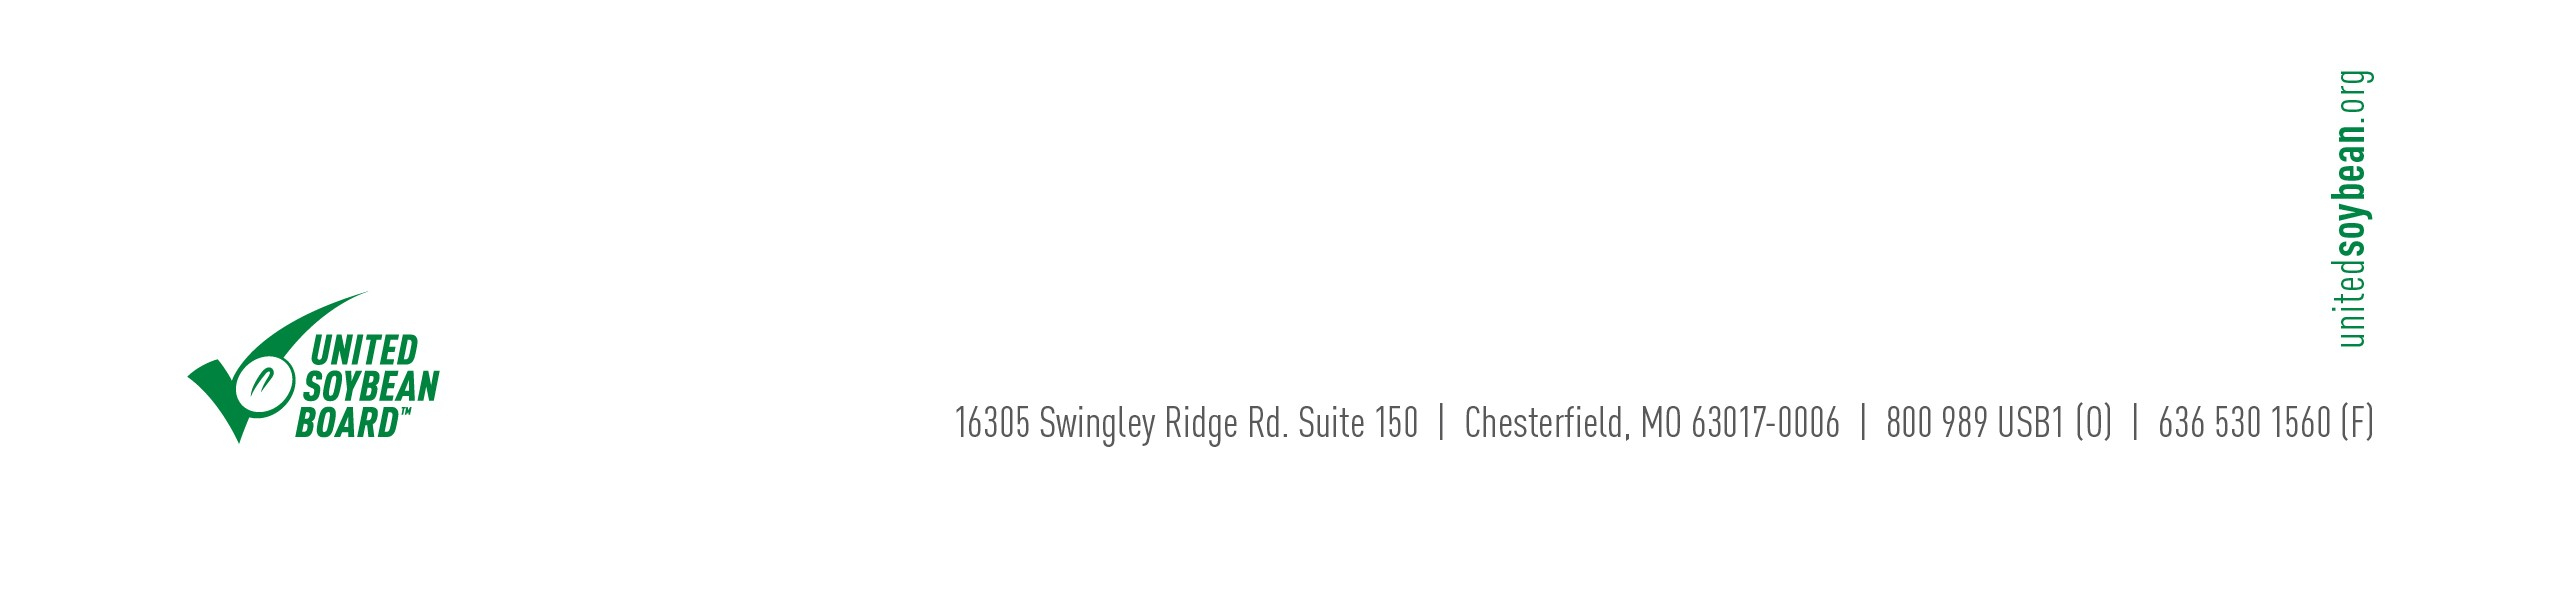 unitedsoybean.org
UNITED
SOYBEAN
BOARD™
16305 Swingley Ridge Rd. Suite 150 | Chesterfield, MO 63017-0006 | 800 989 USB1 (O) | 636 530 1560 (F)